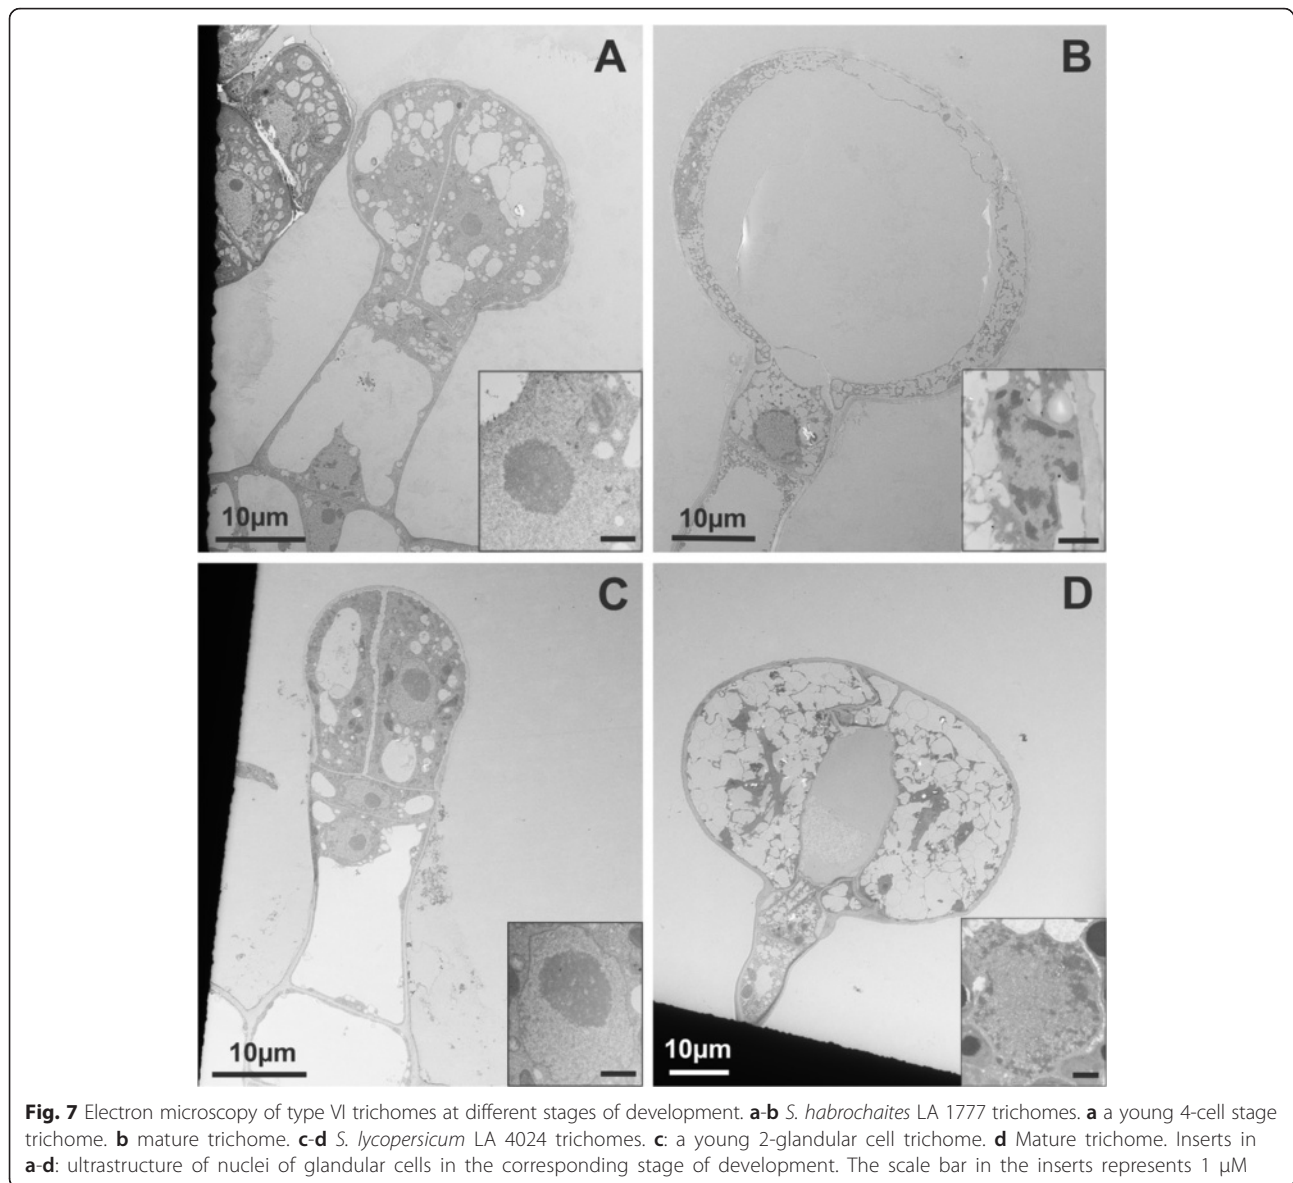 A
B
10µm
10µm
C
D
10µm
10µm
Fig. 7 Electron microscopy of type VI trichomes at different stages of development. a-b S. habrochaites LA 1777 trichomes. a a young 4-cell stage
trichome. b mature trichome. c-d S. lycopersicum LA 4024 trichomes. c: a young 2-glandular cell trichome. d Mature trichome. Inserts in
a-d: ultrastructure of nuclei of glandular cells in the corresponding stage of development. The scale bar in the inserts represents 1 µM